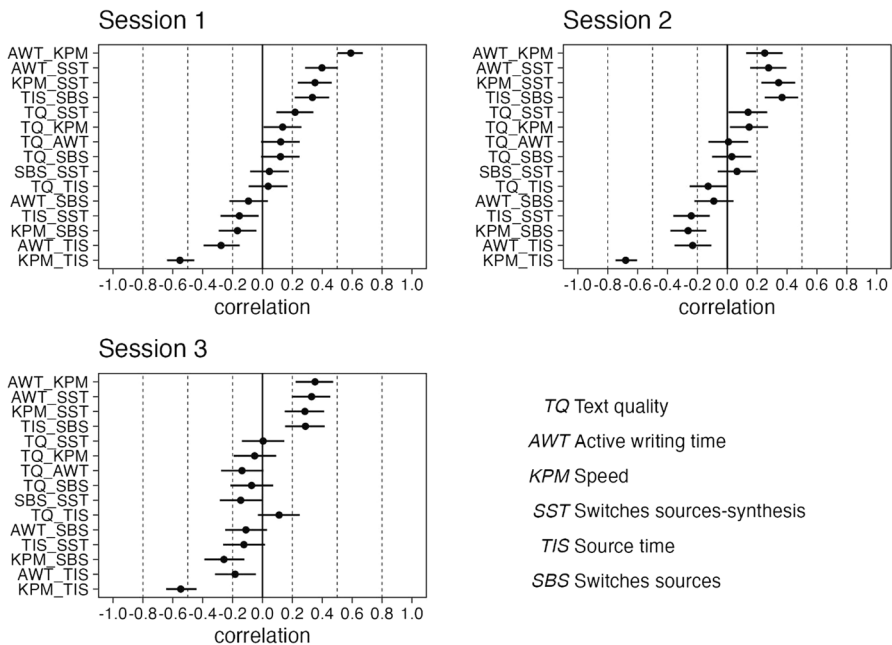 Session 1
AWT_KPM
AWT_SST
KPM_SST
TIS_SBS
TQ_SST
TQ_KPM
TQ_AWT
TQ_SBS
SBS_SST
TQ_TIS
AWT_SBS
TIS_SST
KPM_SBS
AWT_TIS
KPM_TIS
-1.0-0.8-0.6-0.4-0.2 0.0 0.2 0.4 0.6 0.8 1.0
correlation
Session 2
AWT_KPM
AWT_SST
KPM_SST
TIS_SBS
TQ_SST
TQ_KPM
TQ_AWT
TQ_SBS
SBS_SST
TQ_TIS
AWT_SBS
TIS_SST
KPM_SBS
AWT_TIS
KPM_TIS
-1.0-0.8-0.6-0.4-0.2 0.0 0.2 0.4 0.6 0.8 1.0
correlation
Session 3
AWT_KPM
AWT_SST
KPM_SST
TIS_SBS
TQ_SST
TQ_KPM
TQ_AWT
TQ_SBS
SBS_SST
TQ_TIS
AWT_SBS
TIS_SST
KPM_SBS
AWT_TIS
KPM_TIS
-1.0-0.8-0.6-0.4-0.2 0.0 0.2 0.4 0.6 0.8 1.0
correlation
TQ Text quality
AWT Active writing time
KPM Speed
SST Switches sources-synthesis
TIS Source time
SBS Switches sources